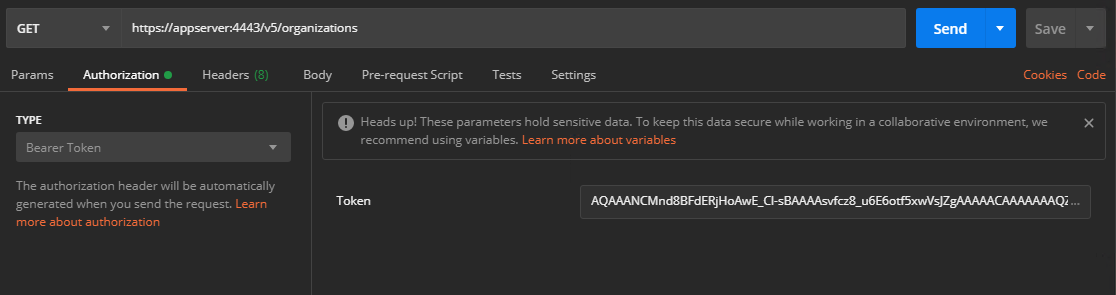 GET https://appserver:4443/v5/organizations Send Save
Params Authorization Headers (8) Body Pre-request Script Tests Settings Cookies Code
TYPE
Bearer Token
The authorization header will be automatically
generated when you send the request. Learn
more about authorization
Heads up! These parameters hold sensitive data. To keep this data secure while working in a collaborative environment, we
recommend using variables. Learn more about variables
Token AQAAANCMnd8BFdERjHoAwE_Cl-sBAAAAsvfcz8_u6E6otf5xwVsJZgAAAAACAAAAAAAQZ ...